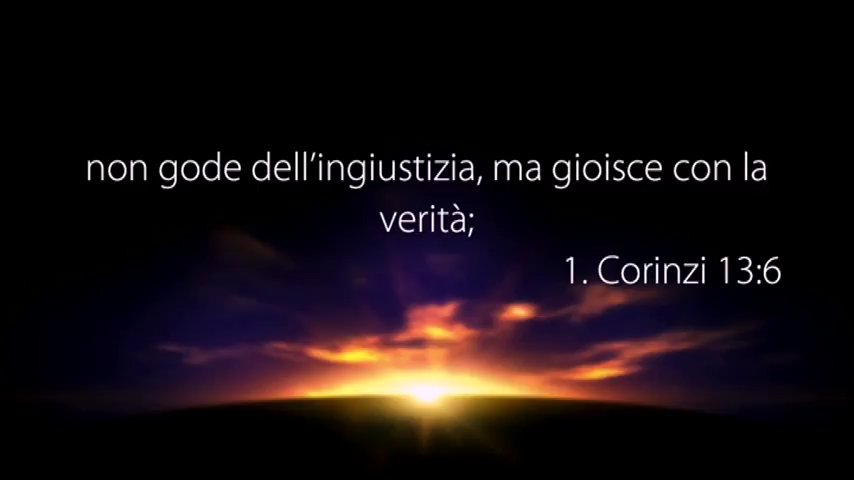 non gode dell’ingiustizia, ma gioisce con la
verità;
1. Corinzi 13:6